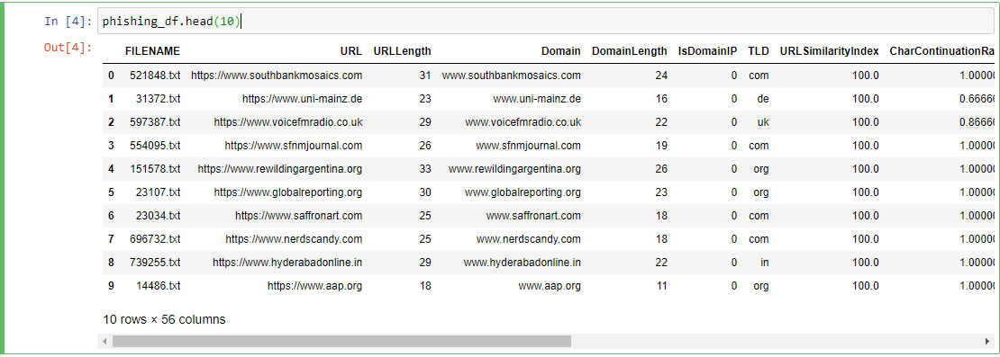 In [4]: phishing_df.head(10)
Out[4]:
FILENAME URL URLLength Domain DomainLength IsDomainIP TLD URLSimilarityIndex CharContinuationRa
0 521848.txt https://www.southbankmosaics.com 31 www.southbankmosaics.com 24 0 com 100.0 1.00000
1 31372.txt https://www.uni-mainz.de 23 www.uni-mainz.de 16 0 de 100.0 0.66666
2 597387.txt https://www.voicefmradio.co.uk 29 www.voicefmradio.co.uk 22 0 uk 100.0 0.86666
3 554095.txt https://www.sfnmjournal.com 26 www.sfnmjournal.com 19 0 com 100.0 1.00000
4 151578.txt https://www.rewildingargentina.org 33 www.rewildingargentina.org 26 0 org 100.0 1.00000
5 23107.txt https://www.globalreporting.org 30 www.globalreporting.org 23 0 org 100.0 1.00000
6 23034.txt https://www.saffronart.com 25 www.saffronart.com 18 0 com 100.0 1.00000
7 696732.txt https://www.nerdscandy.com 25 www.nerdscandy.com 18 0 com 100.0 1.00000
8 739255.txt https://www.hyderabadonline.in 29 www.hyderabadonline.in 22 0 in 100.0 1.00000
9 14486.txt https://www.aap.org 18 www.aap.org 11 0 org 100.0 1.00000
10 rows × 56 columns